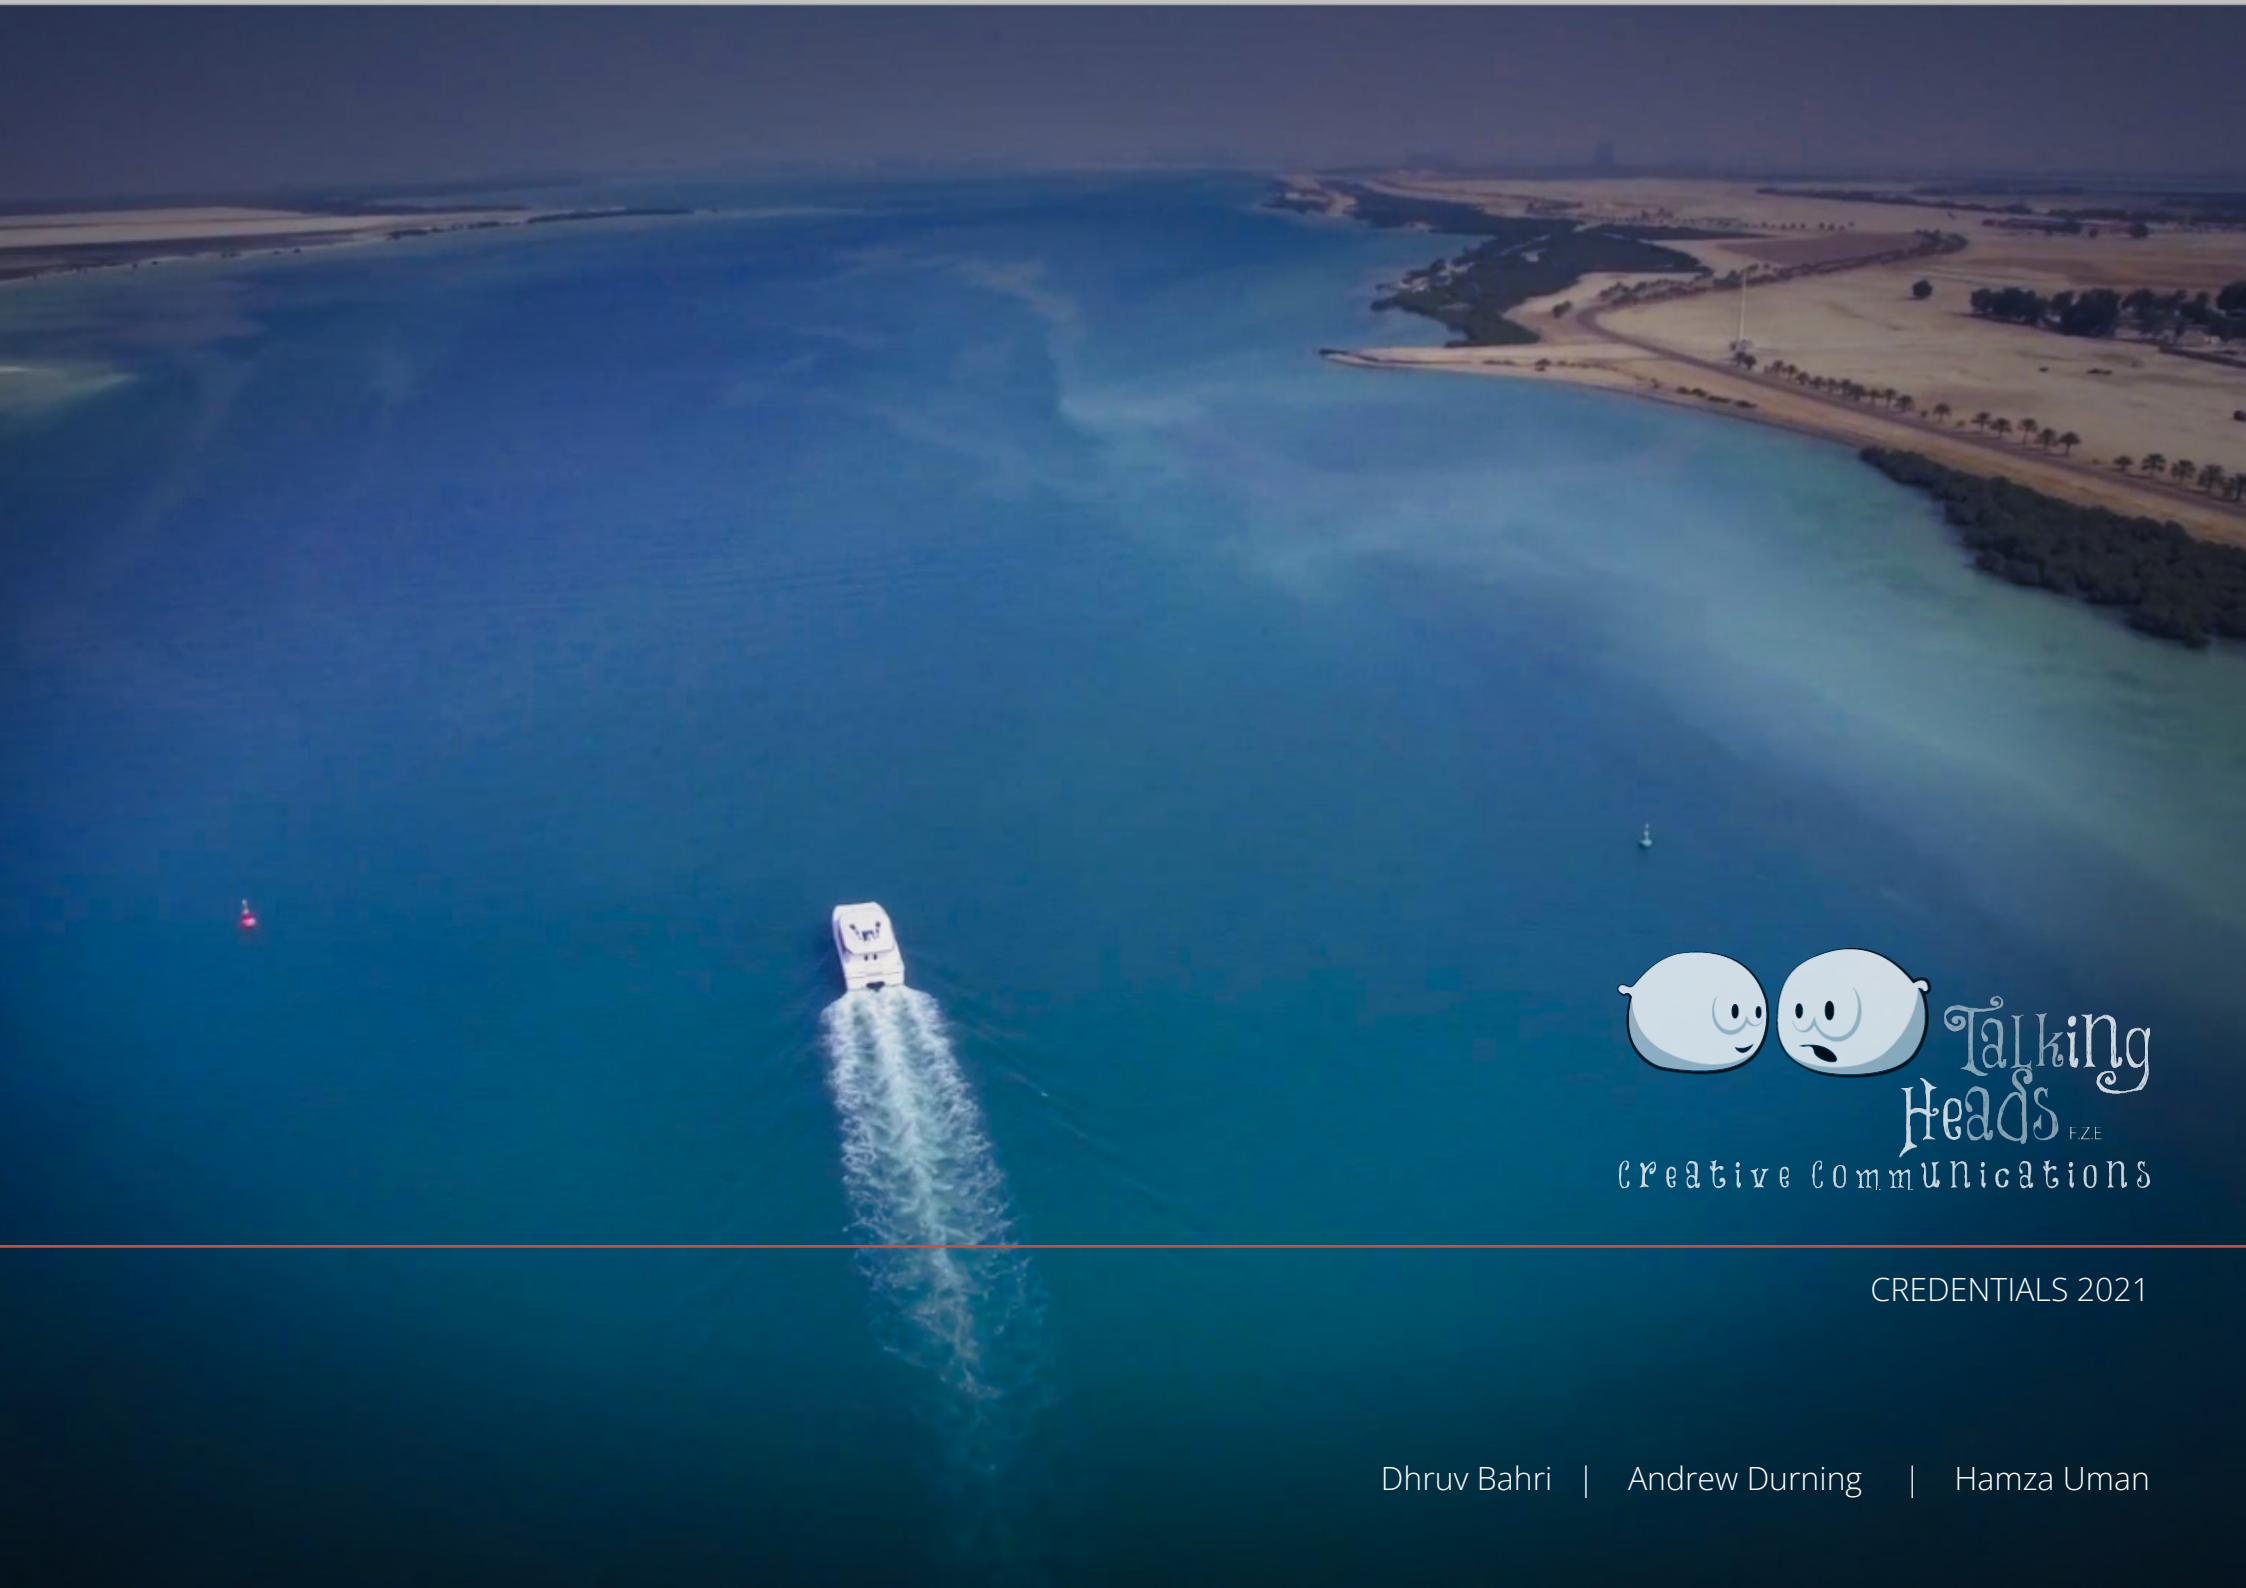 Talking
Heads F.Z.E
Creative Communications
CREDENTIALS 2021
Dhruv Bahri | Andrew Durning | Hamza Uman